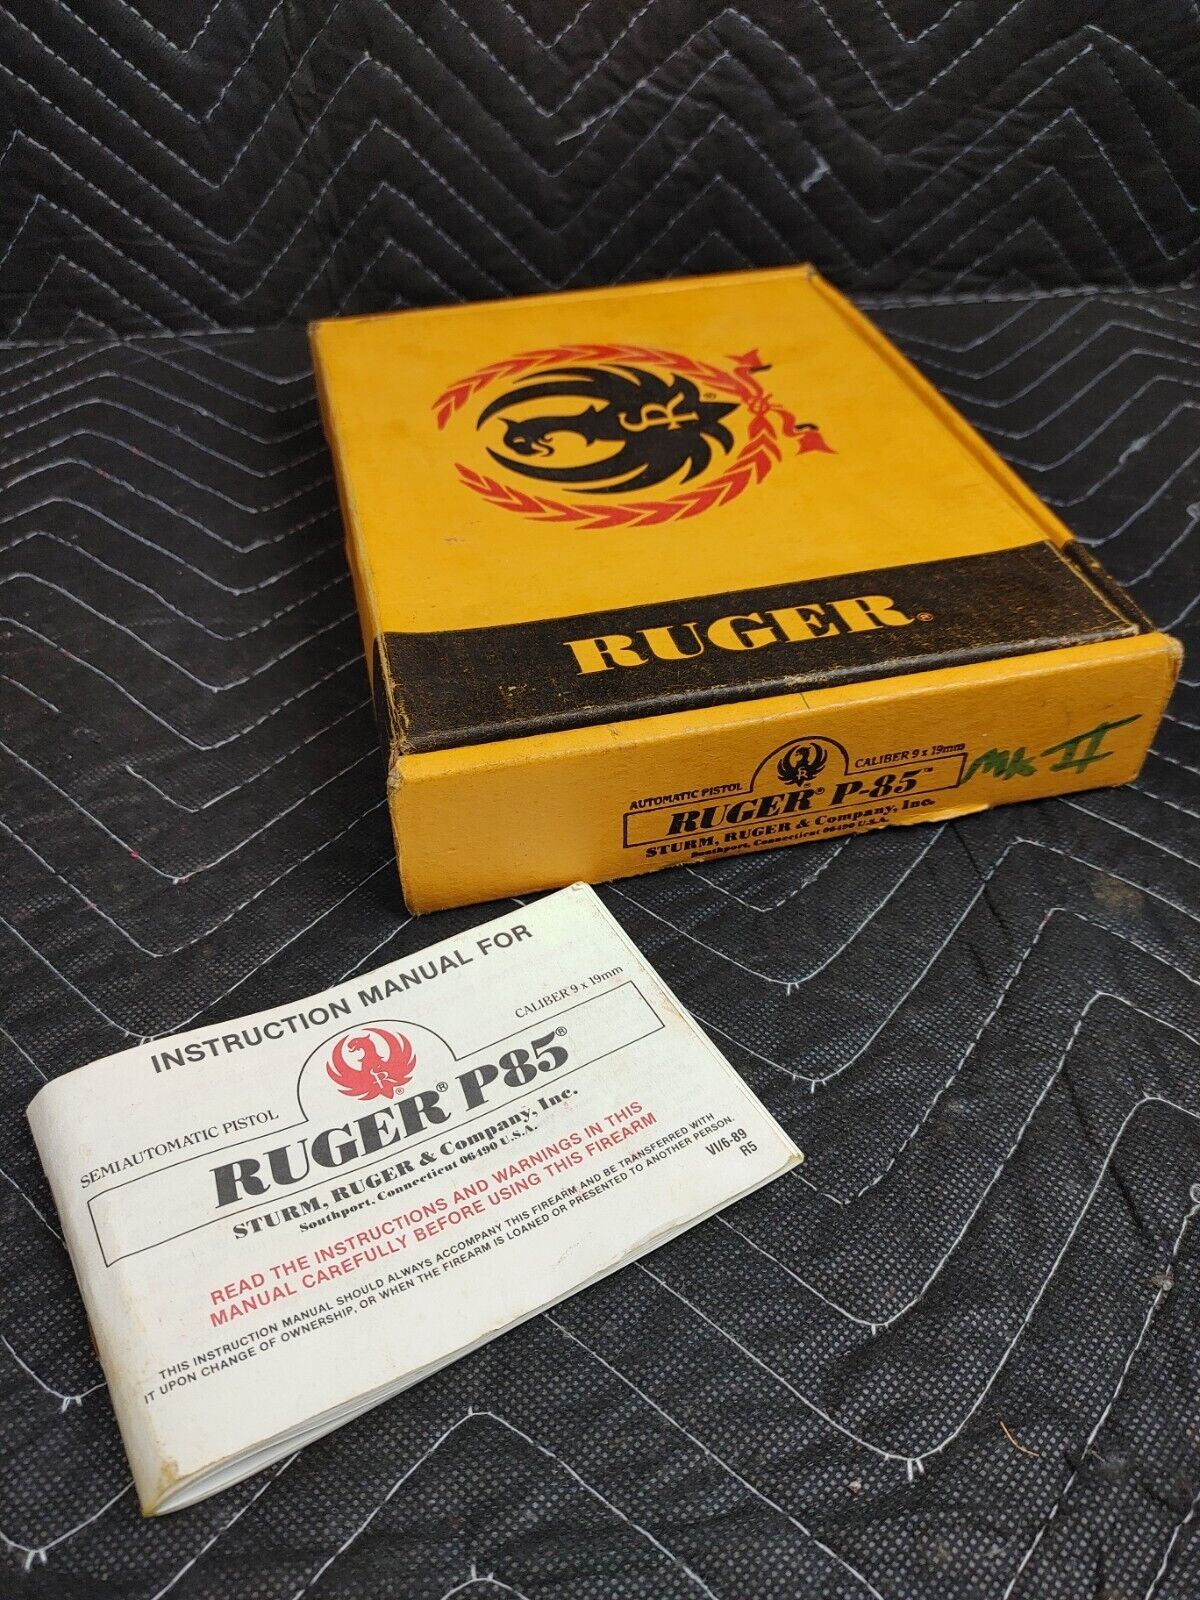 RUGER®
AUTOMATIC PISTOL
CALIBER 9 x 19mm
RUGER® P-85™
MK II
STURM, RUGER & Company, Inc.
Southport, Connecticut 06490 U.S.A.
INSTRUCTION MANUAL FOR
SEMIAUTOMATIC PISTOL
CALIBER 9 x 19mm
RUGER® P85®
STURM, RUGER & Company, Inc.
Southport, Connecticut 06490 U.S.A.
READ THE INSTRUCTIONS AND WARNINGS IN THIS
MANUAL CAREFULLY BEFORE USING THIS FIREARM
THIS INSTRUCTION MANUAL SHOULD ALWAYS ACCOMPANY THIS FIREARM AND BE TRANSFERRED WITH
IT UPON CHANGE OF OWNERSHIP, OR WHEN THE FIREARM IS LOANED OR PRESENTED TO ANOTHER PERSON.
VI/6-89
R5